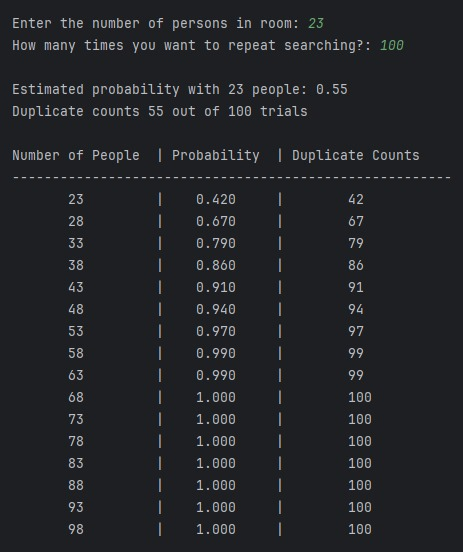 Enter the number of persons in room: 23
How many times you want to repeat searching?: 100
Estimated probability with 23 people: 0.55
Duplicate counts 55 out of 100 trials
Number of People | Probability | Duplicate Counts
-------------------------------------------------------
23 | 0.420 | 42
28 | 0.670 | 67
33 | 0.790 | 79
38 | 0.860 | 86
43 | 0.910 | 91
48 | 0.940 | 94
53 | 0.970 | 97
58 | 0.990 | 99
63 | 0.990 | 99
68 | 1.000 | 100
73 | 1.000 | 100
78 | 1.000 | 100
83 | 1.000 | 100
88 | 1.000 | 100
93 | 1.000 | 100
98 | 1.000 | 100